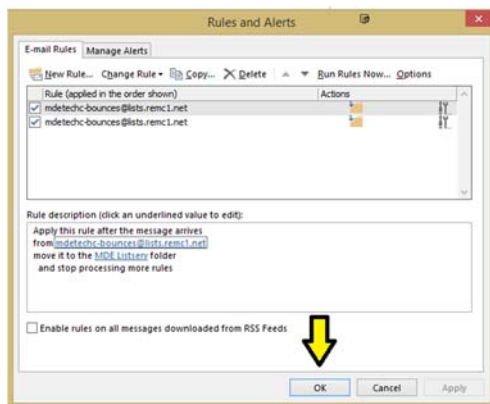 Rules and Alerts
E-mail Rules Manage Alerts
New Rule... Change Rule Copy... Delete Run Rules Now... Options
Rule (applied in the order shown) Actions
mdetechc-bounces@lists.remc1.net
mdetechc-bounces@lists.remc1.net
Rule description (click an underlined value to edit):
Apply this rule after the message arrives
from mdetechc-bounces@lists.remc1.net
move it to the MDE Listserv folder
and stop processing more rules
Enable rules on all messages downloaded from RSS Feeds
OK Cancel Apply